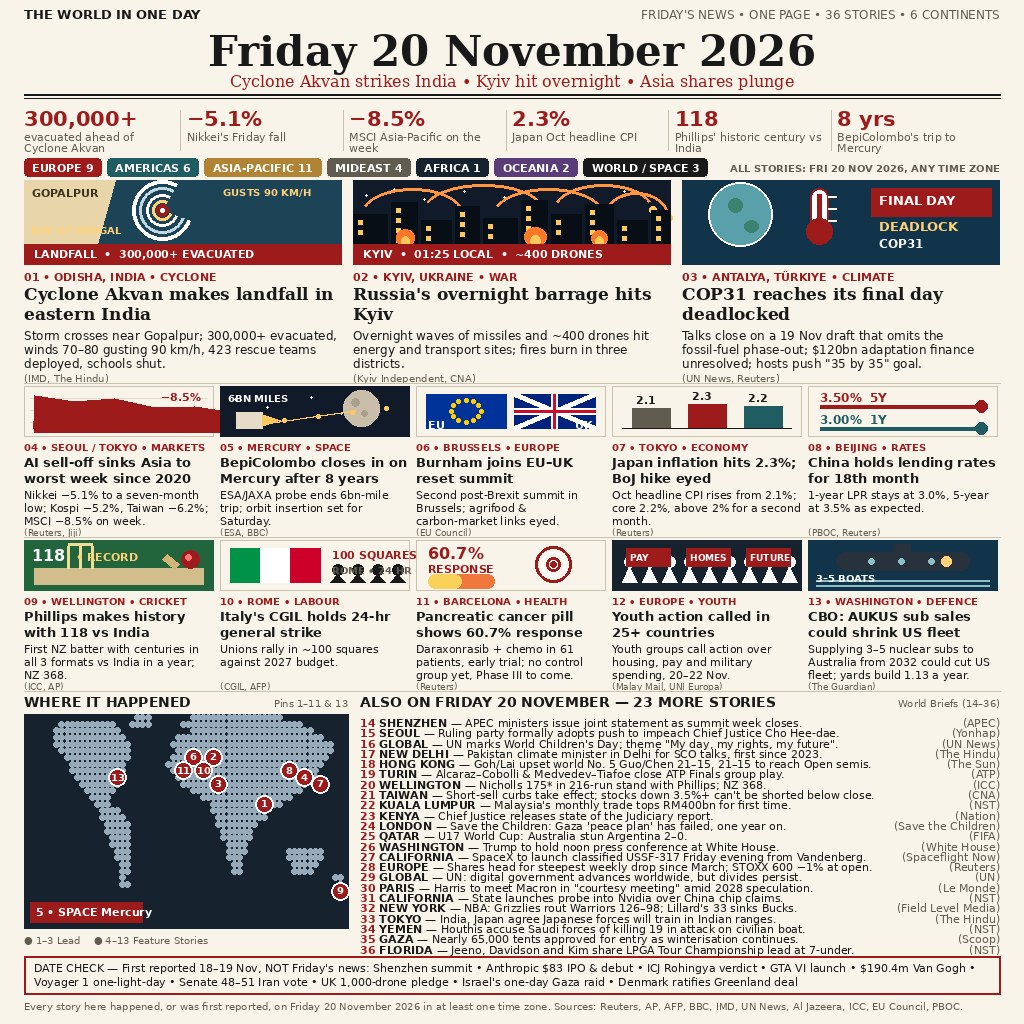 THE WORLD IN ONE DAY
FRIDAY'S NEWS • ONE PAGE • 36 STORIES • 6 CONTINENTS
Friday 20 November 2026
Cyclone Akvan strikes India • Kyiv hit overnight • Asia shares plunge
300,000+
evacuated ahead of
Cyclone Akvan
−5.1%
Nikkei's Friday fall
−8.5%
MSCI Asia-Pacific on the
week
2.3%
Japan Oct headline CPI
118
Phillips' historic century vs
India
8 yrs
BepiColombo's trip to
Mercury
EUROPE 9
AMERICAS 6
ASIA-PACIFIC 11
MIDEAST 4
AFRICA 1
OCEANIA 2
WORLD / SPACE 3
ALL STORIES: FRI 20 NOV 2026, ANY TIME ZONE
GOPALPUR
GUSTS 90 KM/H
LANDFALL • 300,000+ EVACUATED
KYIV • 01:25 LOCAL • ~400 DRONES
FINAL DAY
DEADLOCK
COP31
01 • ODISHA, INDIA • CYCLONE
Cyclone Akvan makes landfall in
eastern India
Storm crosses near Gopalpur; 300,000+ evacuated,
winds 70–80 gusting 90 km/h, 423 rescue teams
deployed, schools shut.
(IMD, The Hindu)
02 • KYIV, UKRAINE • WAR
Russia's overnight barrage hits
Kyiv
Overnight waves of missiles and ~400 drones hit
energy and transport sites; fires burn in three
districts.
(Kyiv Independent, CNA)
03 • ANTALYA, TÜRKIYE • CLIMATE
COP31 reaches its final day
deadlocked
Talks close on a 19 Nov draft that omits the
fossil-fuel phase-out; $120bn adaptation finance
unresolved; hosts push "35 by 35" goal.
(UN News, Reuters)
−8.5%
6BN MILES
EU
UK
2.1
2.3
2.2
3.50% 5Y
3.00% 1Y
04 • SEOUL / TOKYO • MARKETS
AI sell-off sinks Asia to
worst week since 2020
Nikkei −5.1% to a seven-month
low; Kospi −5.2%, Taiwan −6.2%;
MSCI −8.5% on week.
(Reuters, Jiji)
05 • MERCURY • SPACE
BepiColombo closes in on
Mercury after 8 years
ESA/JAXA probe ends 6bn-mile
trip; orbit insertion set for
Saturday.
(ESA, BBC)
06 • BRUSSELS • EUROPE
Burnham joins EU–UK
reset summit
Second post-Brexit summit in
Brussels; agrifood &
carbon-market links eyed.
(EU Council)
07 • TOKYO • ECONOMY
Japan inflation hits 2.3%;
BoJ hike eyed
Oct headline CPI rises from 2.1%;
core 2.2%, above 2% for a second
month.
(Reuters)
08 • BEIJING • RATES
China holds lending rates
for 18th month
1-year LPR stays at 3.0%, 5-year
at 3.5% as expected.
(PBOC, Reuters)
118
• RECORD
100 SQUARES
ROME • 24 HR
60.7%
RESPONSE
PAY
HOMES
FUTURE
3–5 BOATS
09 • WELLINGTON • CRICKET
Phillips makes history
with 118 vs India
First NZ batter with centuries in
all 3 formats vs India in a year;
NZ 368.
(ICC, AP)
10 • ROME • LABOUR
Italy's CGIL holds 24-hr
general strike
Unions rally in ~100 squares
against 2027 budget.
(CGIL, AFP)
11 • BARCELONA • HEALTH
Pancreatic cancer pill
shows 60.7% response
Daraxonrasib + chemo in 61
patients, early trial; no control
group yet, Phase III to come.
(Reuters)
12 • EUROPE • YOUTH
Youth action called in
25+ countries
Youth groups call action over
housing, pay and military
spending, 20–22 Nov.
(Malay Mail, UNI Europa)
13 • WASHINGTON • DEFENCE
CBO: AUKUS sub sales
could shrink US fleet
Supplying 3–5 nuclear subs to
Australia from 2032 could cut US
fleet; yards build 1.13 a year.
(The Guardian)
WHERE IT HAPPENED
Pins 1–11 & 13
6
2
11
10
3
13
8
4
7
1
9
5 • SPACE Mercury
1–3 Lead
4–13 Feature Stories
ALSO ON FRIDAY 20 NOVEMBER — 23 MORE STORIES
World Briefs (14–36)
14 SHENZHEN — APEC ministers issue joint statement as summit week closes. (APEC)
15 SEOUL — Ruling party formally adopts push to impeach Chief Justice Cho Hee-dae. (Yonhap)
16 GLOBAL — UN marks World Children's Day; theme "My day, my rights, my future". (UN News)
17 NEW DELHI — Pakistan climate minister in Delhi for SCO talks, first since 2023. (The Hindu)
18 HONG KONG — Goh/Lai upset world No. 5 Guo/Chen 21–15, 21–15 to reach Open semis. (The Sun)
19 TURIN — Alcaraz–Cobolli & Medvedev–Tiafoe close ATP Finals group play. (ATP)
20 WELLINGTON — Nicholls 175* in 216-run stand with Phillips; NZ 368. (ICC)
21 TAIWAN — Short-sell curbs take effect; stocks down 3.5%+ can't be shorted below close. (CNA)
22 KUALA LUMPUR — Malaysia's monthly trade tops RM400bn for first time. (NST)
23 KENYA — Chief Justice releases state of the Judiciary report. (Nation)
24 LONDON — Save the Children: Gaza 'peace plan' has failed, one year on. (Save the Children)
25 QATAR — U17 World Cup: Australia stun Argentina 2–0. (FIFA)
26 WASHINGTON — Trump to hold noon press conference at White House. (White House)
27 CALIFORNIA — SpaceX to launch classified USSF-317 Friday evening from Vandenberg. (Spaceflight Now)
28 EUROPE — Shares head for steepest weekly drop since March; STOXX 600 −1% at open. (Reuters)
29 GLOBAL — UN: digital government advances worldwide, but divides persist. (UN)
30 PARIS — Harris to meet Macron in "courtesy meeting" amid 2028 speculation. (Le Monde)
31 CALIFORNIA — State launches probe into Nvidia over China chip claims. (NST)
32 NEW YORK — NBA: Grizzlies rout Warriors 126–98; Lillard's 33 sinks Bucks. (Field Level Media)
33 TOKYO — India, Japan agree Japanese forces will train in Indian ranges. (The Hindu)
34 YEMEN — Houthis accuse Saudi forces of killing 19 in attack on civilian boat. (NST)
35 GAZA — Nearly 65,000 tents approved for entry as winterisation continues. (Scoop)
36 FLORIDA — Jeeno, Davidson and Kim share LPGA Tour Championship lead at 7-under. (NST)
DATE CHECK — First reported 18–19 Nov, NOT Friday's news: Shenzhen summit • Anthropic $83 IPO & debut • ICJ Rohingya verdict • GTA VI launch • $190.4m Van Gogh •
Voyager 1 one-light-day • Senate 48–51 Iran vote • UK 1,000-drone pledge • Israel's one-day Gaza raid • Denmark ratifies Greenland deal
Every story here happened, or was first reported, on Friday 20 November 2026 in at least one time zone. Sources: Reuters, AP, AFP, BBC, IMD, UN News, Al Jazeera, ICC, EU Council, PBOC.